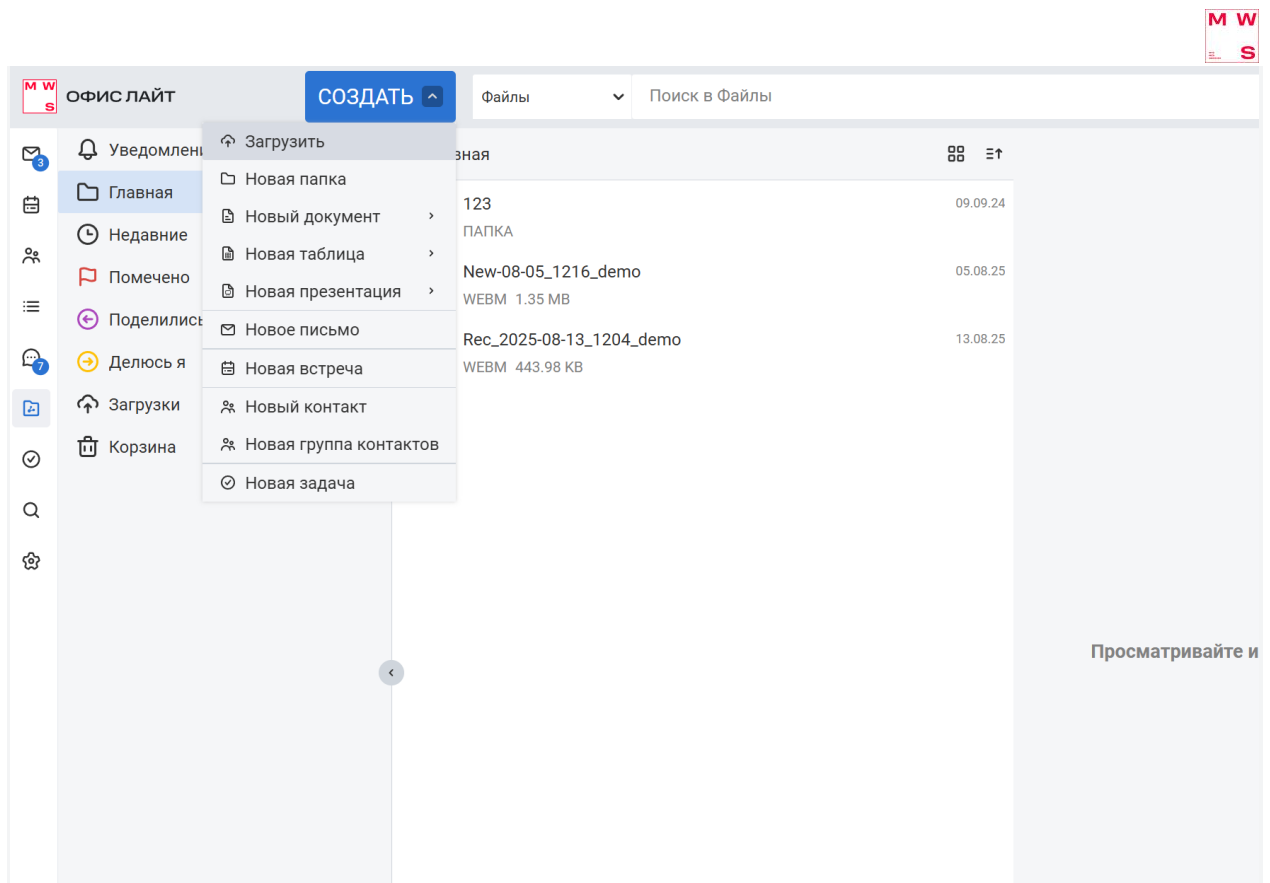 M W
S
M W
S
ОФИС ЛАЙТ
СОЗДАТЬ
Файлы
Поиск в Файлы
3
7
Уведомлени
Главная
Недавние
Помечено
Поделились
Делюсь я
Загрузки
Корзина
Загрузить
Новая папка
Новый документ
Новая таблица
Новая презентация
Новое письмо
Новая встреча
Новый контакт
Новая группа контактов
Новая задача
вная
123
09.09.24
ПАПКА
New-08-05_1216_demo
05.08.25
WEBM 1.35 MB
Rec_2025-08-13_1204_demo
13.08.25
WEBM 443.98 KB
Просматривайте и